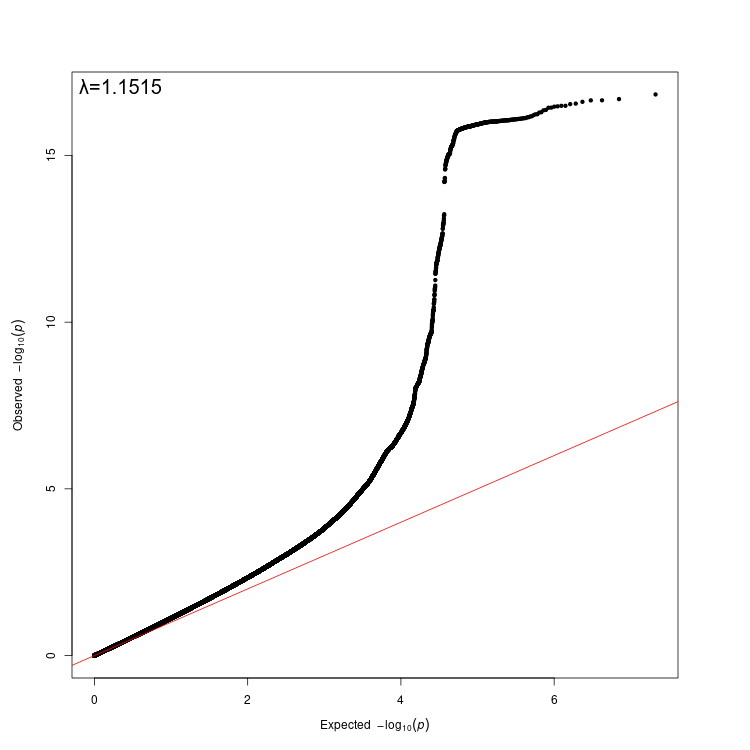 λ=1.1515
15
10
5
0
Observed −log10(p)
0 2 4 6
Expected −log10(p)